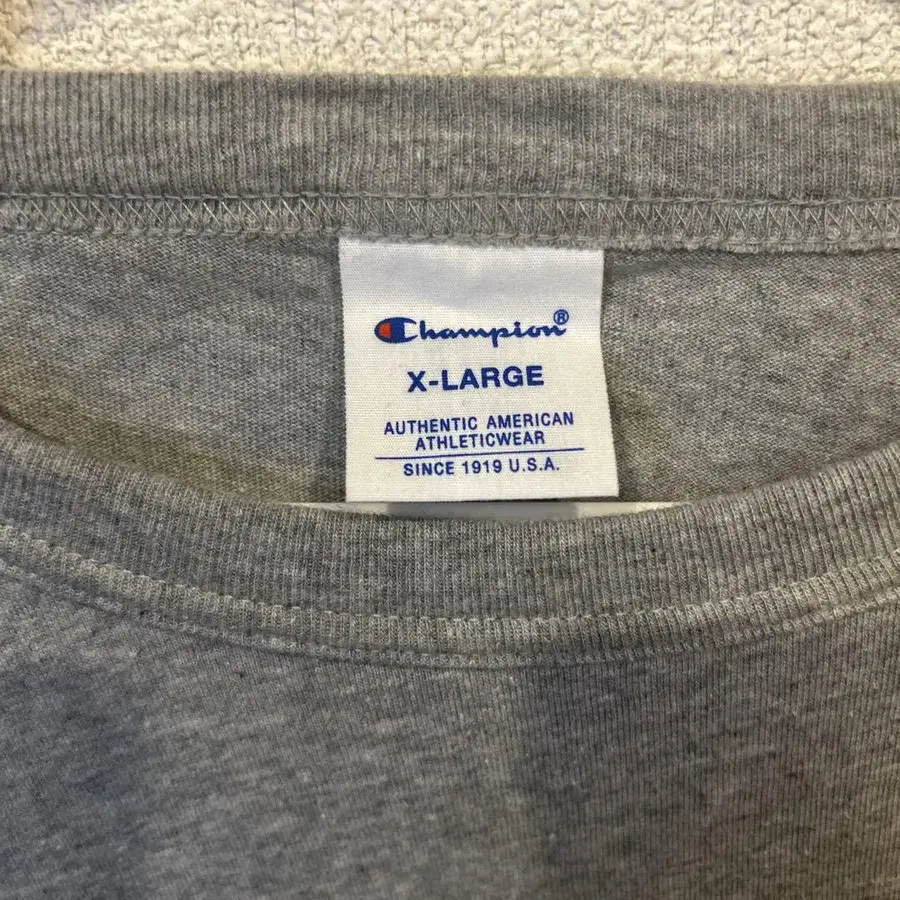 Champion®
X-LARGE
AUTHENTIC AMERICAN
ATHLETICWEAR
SINCE 1919 U.S.A.